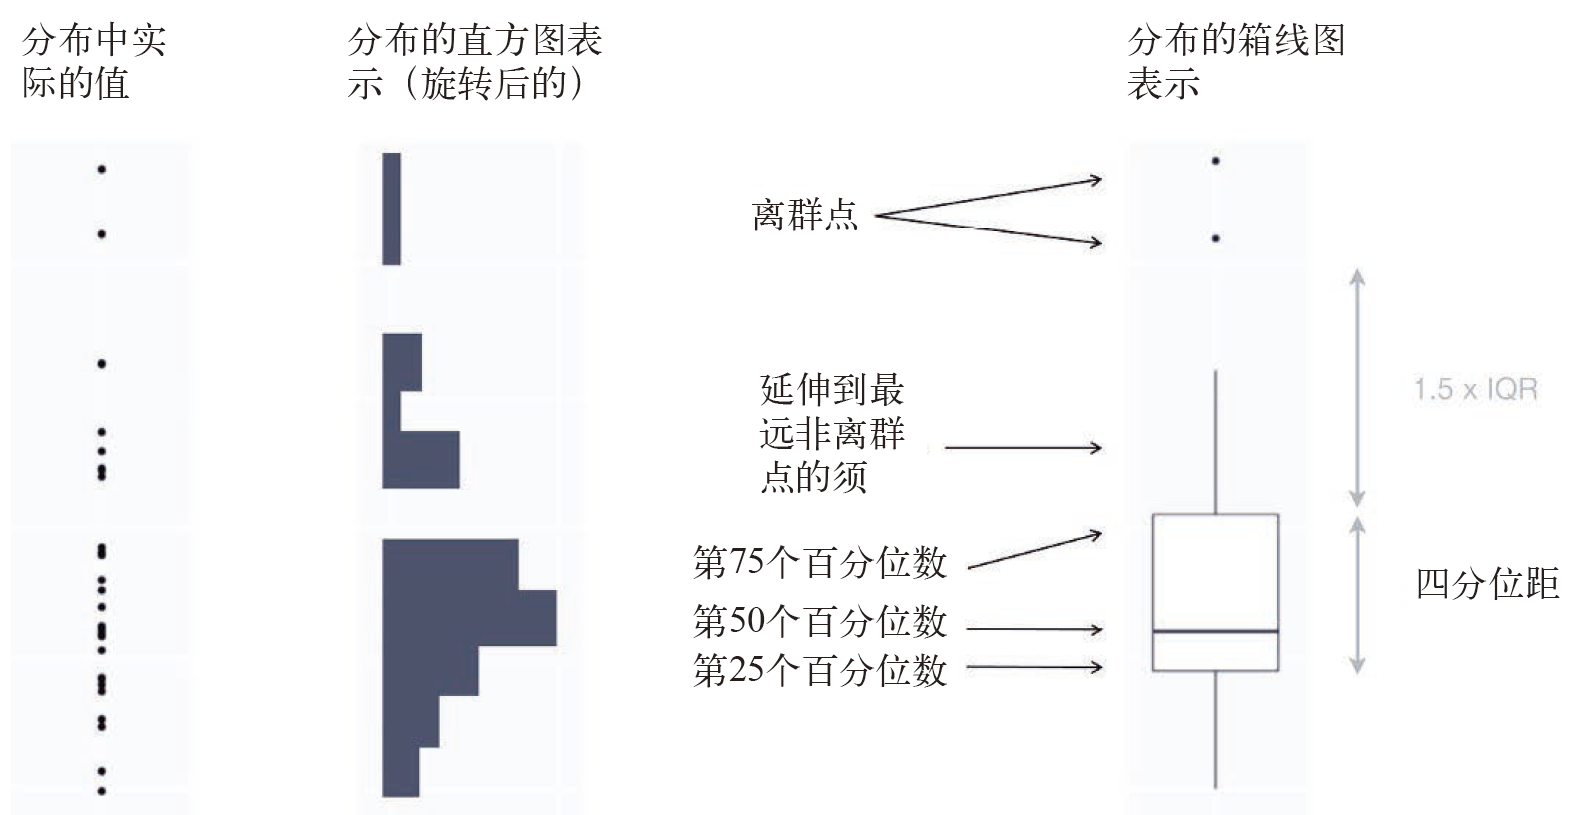 分布中实
际的值
分布的直方图表
示（旋转后的）
分布的箱线图
表示
离群点
延伸到最
远非离群
点的须
1.5 x IQR
第75个百分位数
第50个百分位数
第25个百分位数
四分位距